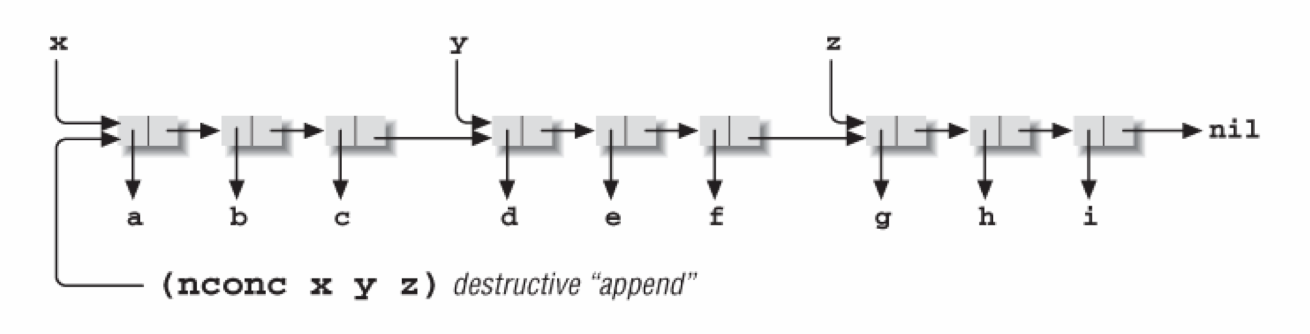 x y z
nil
a b c d e f g h i
(nconc x y z) destructive “append”